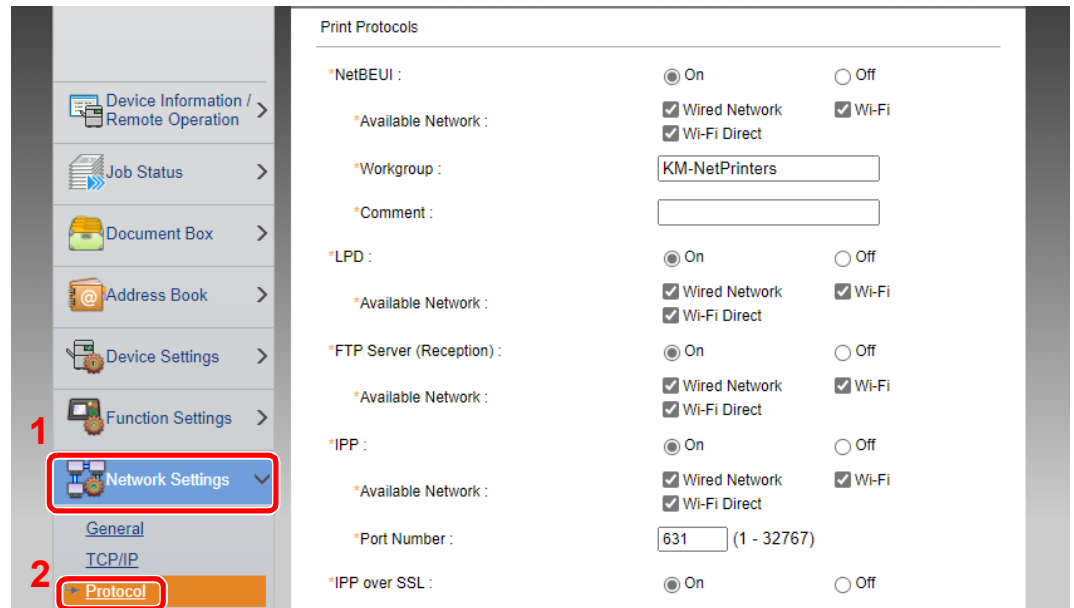 Device Information /
Remote Operation
Job Status
Document Box
Address Book
Device Settings
Function Settings
1
Network Settings
General
TCP/IP
2
Protocol
Print Protocols
*NetBEUI : On Off
*Available Network : Wired Network Wi-Fi
Wi-Fi Direct
*Workgroup : KM-NetPrinters
*Comment :
*LPD : On Off
*Available Network : Wired Network Wi-Fi
Wi-Fi Direct
*FTP Server (Reception) : On Off
*Available Network : Wired Network Wi-Fi
Wi-Fi Direct
*IPP : On Off
*Available Network : Wired Network Wi-Fi
Wi-Fi Direct
*Port Number : 631 (1 - 32767)
*IPP over SSL : On Off